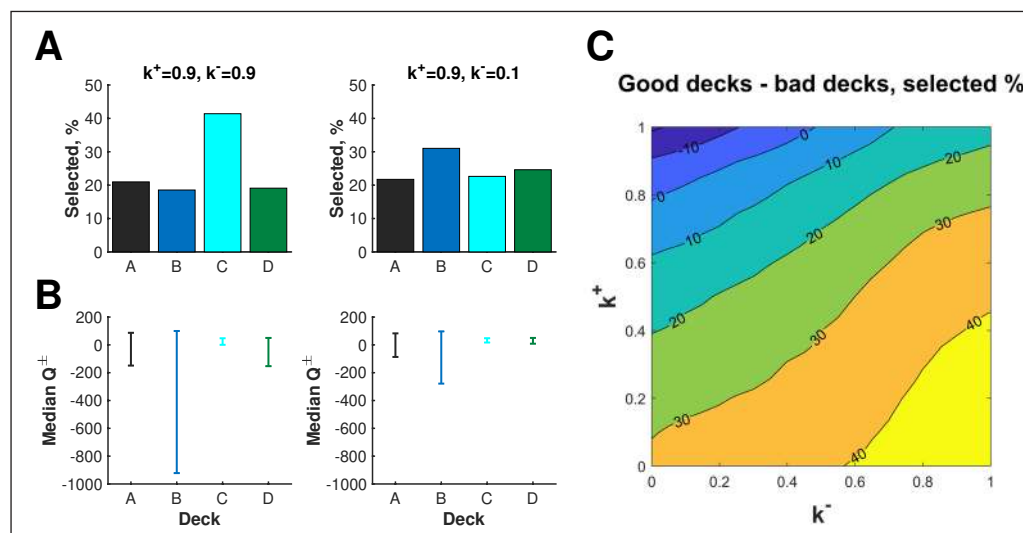 A
k⁺=0.9, k⁻=0.9
Selected, %
50
40
30
20
10
0
A B C D
k⁺=0.9, k⁻=0.1
Selected, %
50
40
30
20
10
0
A B C D
B
Median Q±
200
0
-200
-400
-600
-800
-1000
A B C D
Deck
Median Q±
200
0
-200
-400
-600
-800
-1000
A B C D
Deck
C
Good decks - bad decks, selected %
k⁺
1
0.8
0.6
0.4
0.2
0
0 0.2 0.4 0.6 0.8 1
k⁻
-10
0
0
10
10
20
20
20
30
30
30
40
40